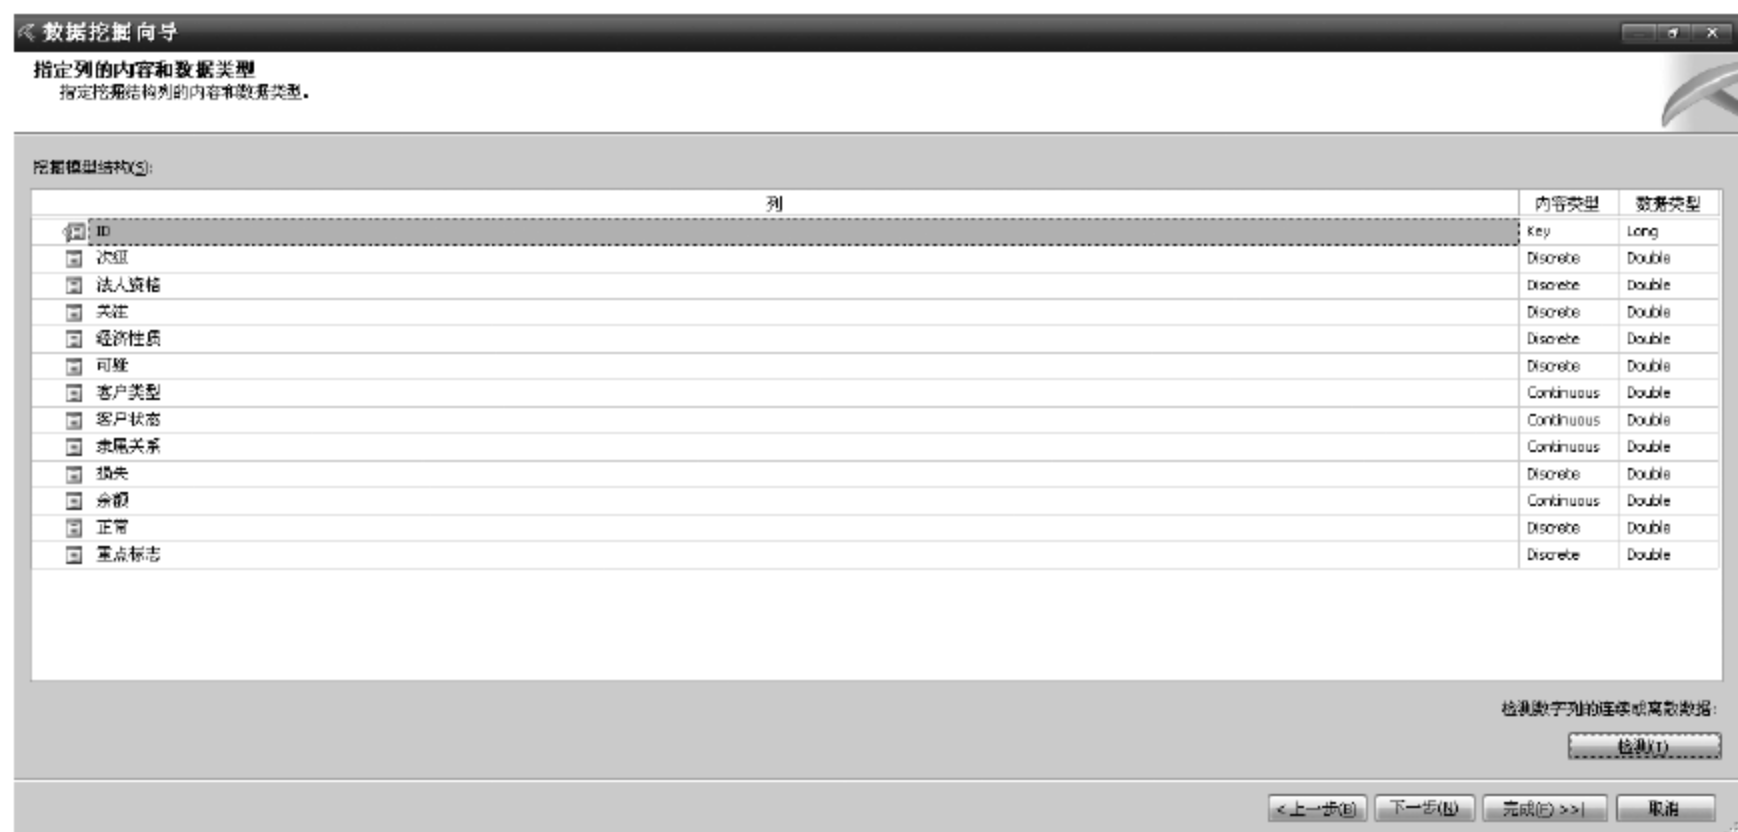 数据挖掘向导
指定列的内容和数据类型
指定挖掘结构列的内容和数据类型。
挖掘模型结构(S):
列 内容类型 数据类型
ID Key Long
次级 Discrete Double
法人资格 Discrete Double
关注 Discrete Double
经济性质 Discrete Double
可疑 Discrete Double
客户类型 Continuous Double
客户状态 Continuous Double
隶属关系 Continuous Double
损失 Discrete Double
余额 Continuous Double
正常 Discrete Double
重点标志 Discrete Double
检测数字列的连续或离散数据:
检测(T)
<上一步(B) 下一步(N) 完成(F) >>| 取消